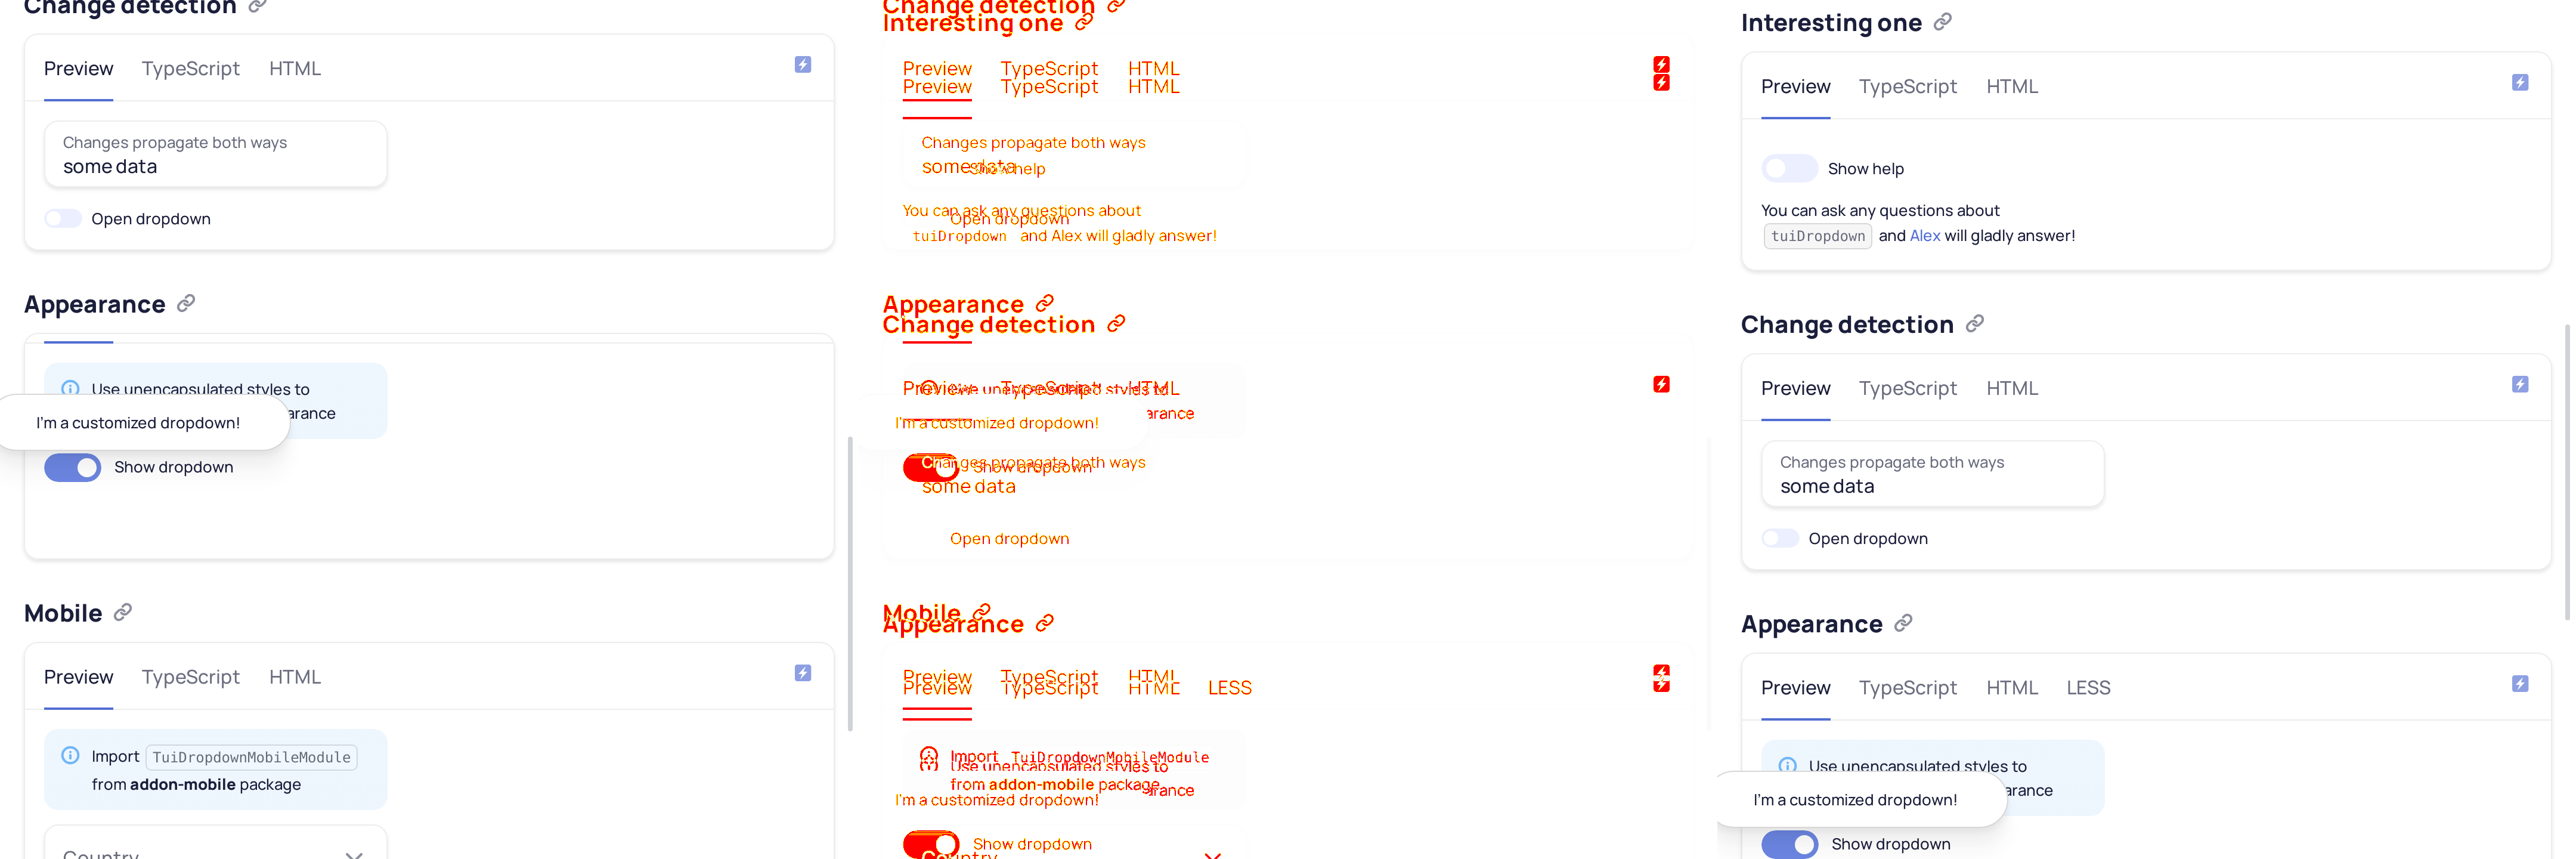 Change detection
Preview TypeScript HTML
Changes propagate both ways
some data
Open dropdown
Appearance
Use unencapsulated styles to
arance
I'm a customized dropdown!
Show dropdown
Mobile
Preview TypeScript HTML
Import TuiDropdownMobileModule
from addon-mobile package
Country
Change detection
Interesting one
Preview TypeScript HTML
Preview TypeScript HTML
Changes propagate both ways
some data
Show help
You can ask any questions about
Open dropdown
tuiDropdown and Alex will gladly answer!
Appearance
Change detection
Preview TypeScript HTML
Use unencapsulated styles to
arance
I'm a customized dropdown!
Changes propagate both ways
Show dropdown
some data
Open dropdown
Mobile
Appearance
Preview TypeScript HTML
Preview TypeScript HTML LESS
Import TuiDropdownMobileModule
Use unencapsulated styles to
from addon-mobile package
arance
I'm a customized dropdown!
Show dropdown
Country
Interesting one
Preview TypeScript HTML
Show help
You can ask any questions about
tuiDropdown and Alex will gladly answer!
Change detection
Preview TypeScript HTML
Changes propagate both ways
some data
Open dropdown
Appearance
Preview TypeScript HTML LESS
Use unencapsulated styles to
arance
I'm a customized dropdown!
Show dropdown